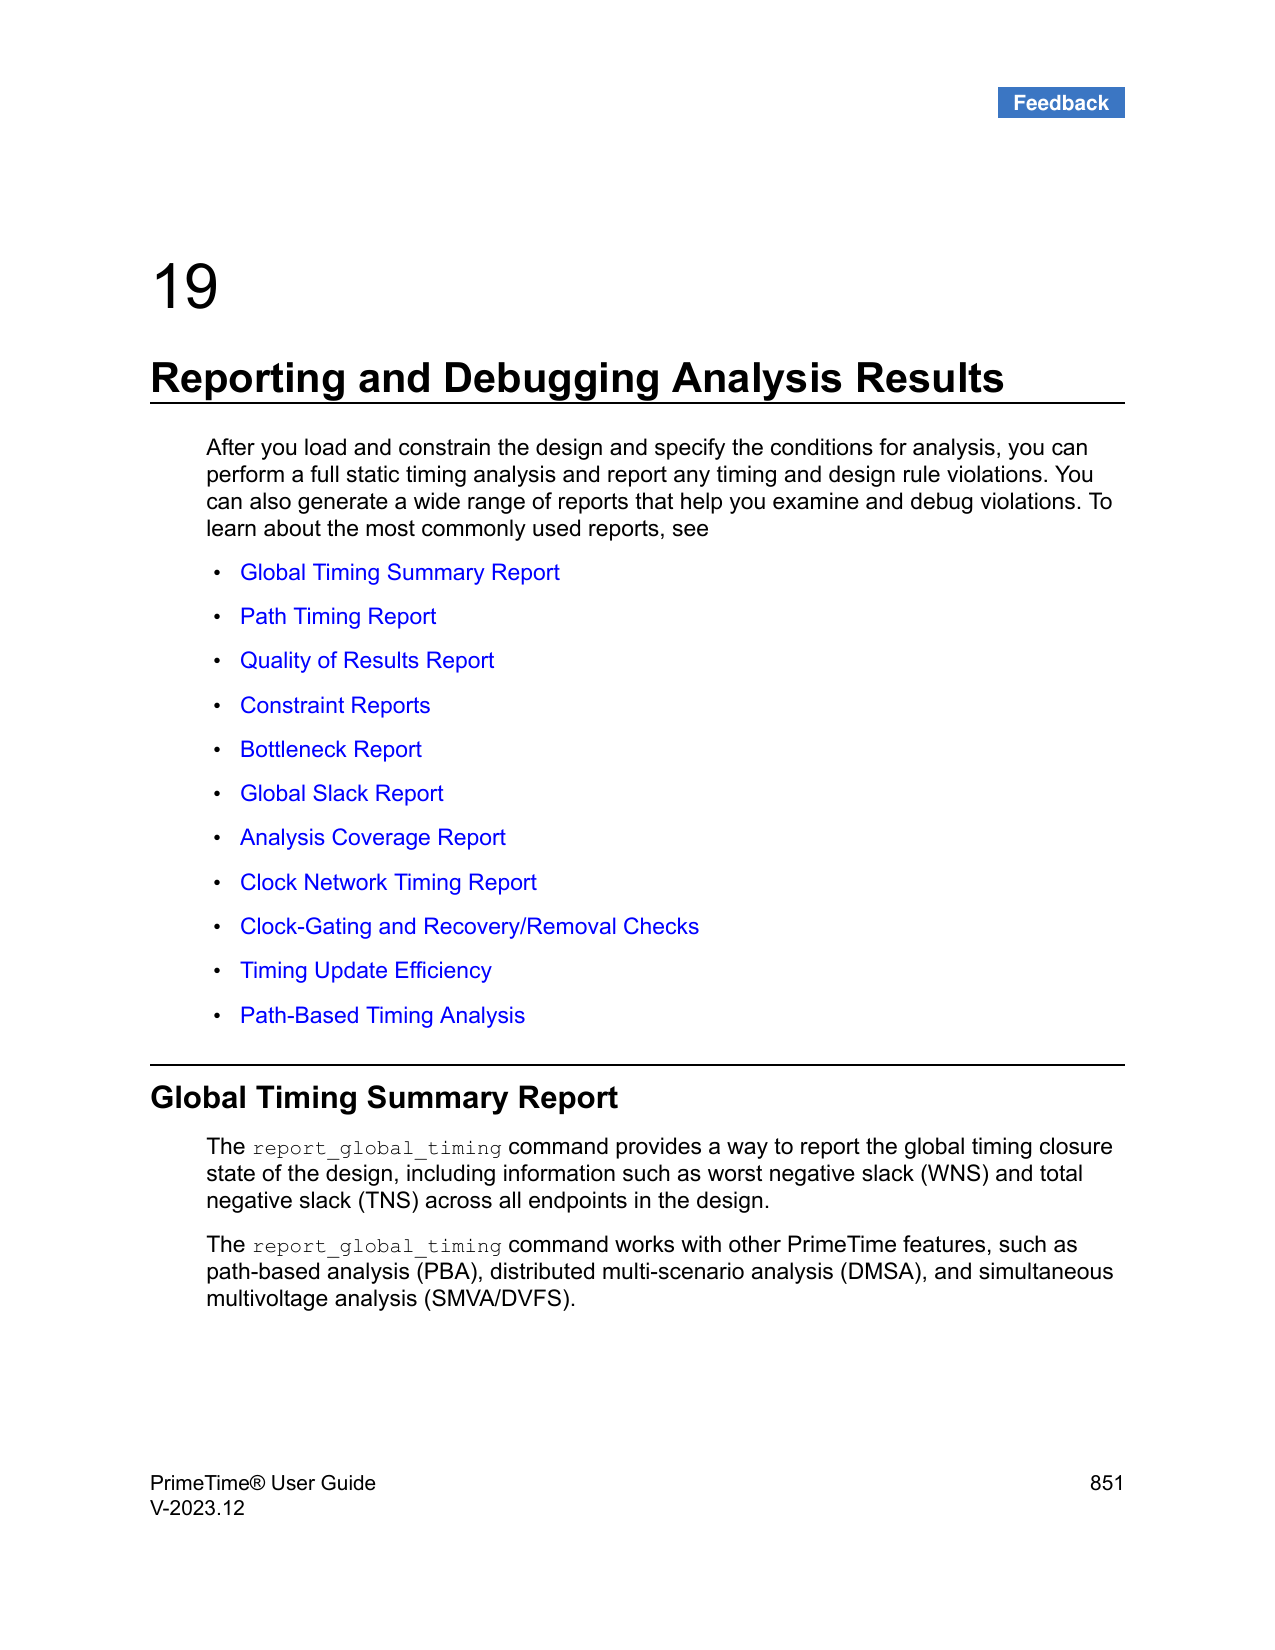 Feedback
19
Reporting and Debugging Analysis Results
After you load and constrain the design and specify the conditions for analysis, you can
perform a full static timing analysis and report any timing and design rule violations. You
can also generate a wide range of reports that help you examine and debug violations. To
learn about the most commonly used reports, see
• Global Timing Summary Report
• Path Timing Report
• Quality of Results Report
• Constraint Reports
• Bottleneck Report
• Global Slack Report
• Analysis Coverage Report
• Clock Network Timing Report
• Clock-Gating and Recovery/Removal Checks
• Timing Update Efficiency
• Path-Based Timing Analysis
Global Timing Summary Report
The report_global_timing command provides a way to report the global timing closure
state of the design, including information such as worst negative slack (WNS) and total
negative slack (TNS) across all endpoints in the design.
The report_global_timing command works with other PrimeTime features, such as
path-based analysis (PBA), distributed multi-scenario analysis (DMSA), and simultaneous
multivoltage analysis (SMVA/DVFS).
PrimeTime® User Guide 851
V-2023.12